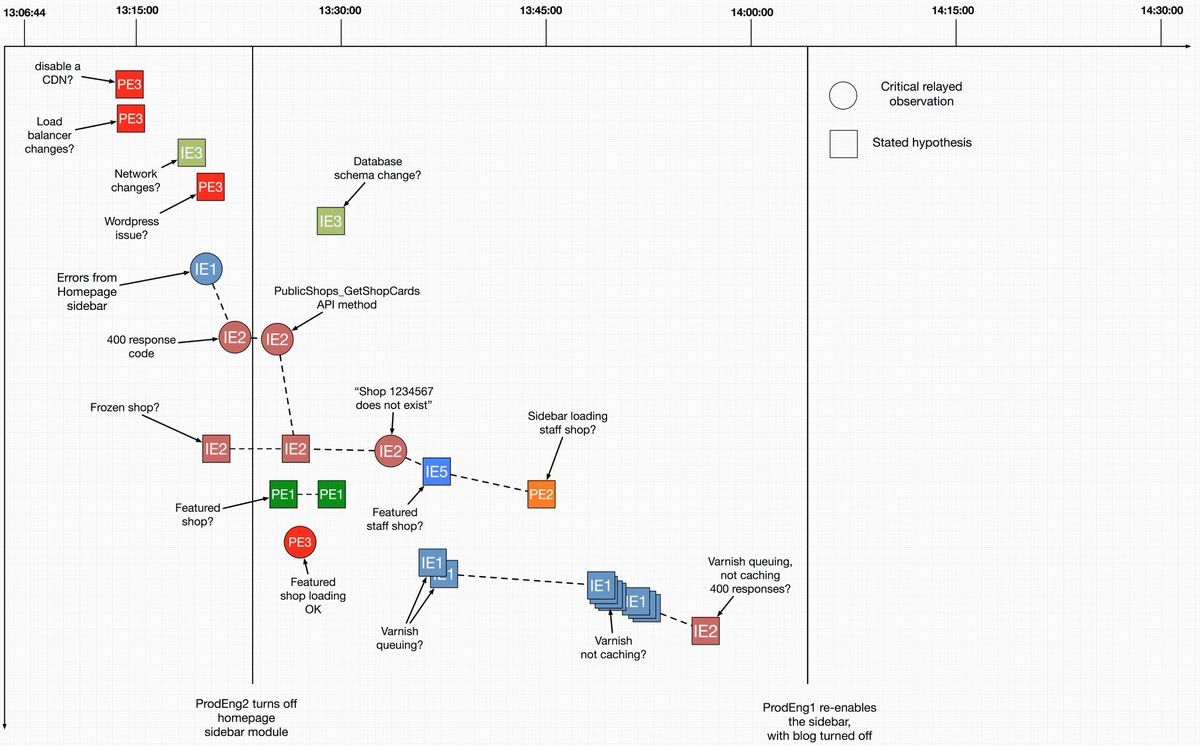 13:06:44
13:15:00
13:30:00
13:45:00
14:00:00
14:15:00
14:30:00
disable a
CDN?
PE3
Load
balancer
changes?
PE3
Network
changes?
IE3
Wordpress
issue?
PE3
Database
schema change?
IE3
Critical relayed
observation
Stated hypothesis
Errors from
Homepage
sidebar
IE1
400 response
code
IE2
IE2
PublicShops_GetShopCards
API method
Frozen shop?
IE2
IE2
“Shop 1234567
does not exist”
IE2
IE5
Featured
staff shop?
Sidebar loading
staff shop?
PE2
Featured
shop?
PE1
PE1
PE3
Featured
shop loading
OK
IE1
IE1
Varnish
queuing?
IE1
IE1
Varnish
not caching?
Varnish queuing,
not caching
400 responses?
IE2
ProdEng2 turns off
homepage
sidebar module
ProdEng1 re-enables
the sidebar,
with blog turned off